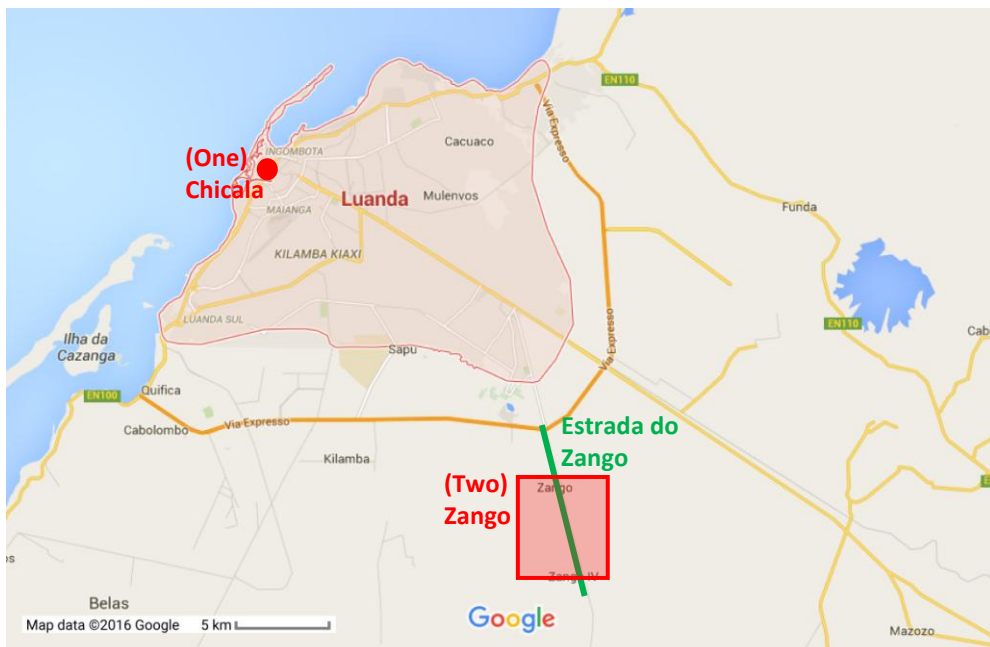 EN110
Via Expresso
Cacuaco
INGOMBOTA
(One)
Chicala
Luanda
Mulenvos
MAIANGA
Funda
KILAMBA KIAXI
LUANDA SUL
EN110
Cab
Ilha da
Cazanga
Sapú
Via Expresso
Quifica
EN100
Cabolombo
Via Expresso
Estrada do
Zango
Kilamba
(Two)
Zango
Zango
Zango IV
os
Belas
Google
Mazozo
Map data ©2016 Google 5 km